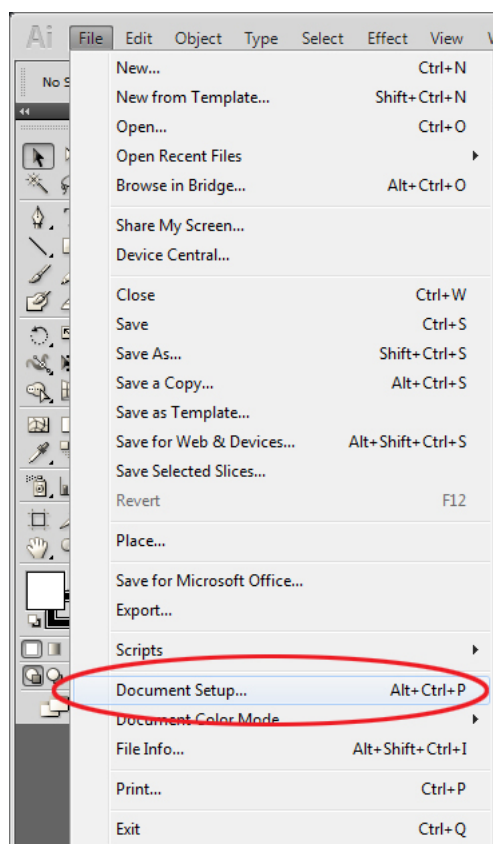 Ai File Edit Object Type Select Effect View
No
New... Ctrl+N
New from Template... Shift+Ctrl+N
Open... Ctrl+O
Open Recent Files
Browse in Bridge... Alt+Ctrl+O
Share My Screen...
Device Central...
Close Ctrl+W
Save Ctrl+S
Save As... Shift+Ctrl+S
Save a Copy... Alt+Ctrl+S
Save as Template...
Save for Web & Devices... Alt+Shift+Ctrl+S
Save Selected Slices...
Revert F12
Place...
Save for Microsoft Office...
Export...
Scripts
Document Setup... Alt+Ctrl+P
Document Color Mode
File Info... Alt+Shift+Ctrl+I
Print... Ctrl+P
Exit Ctrl+Q